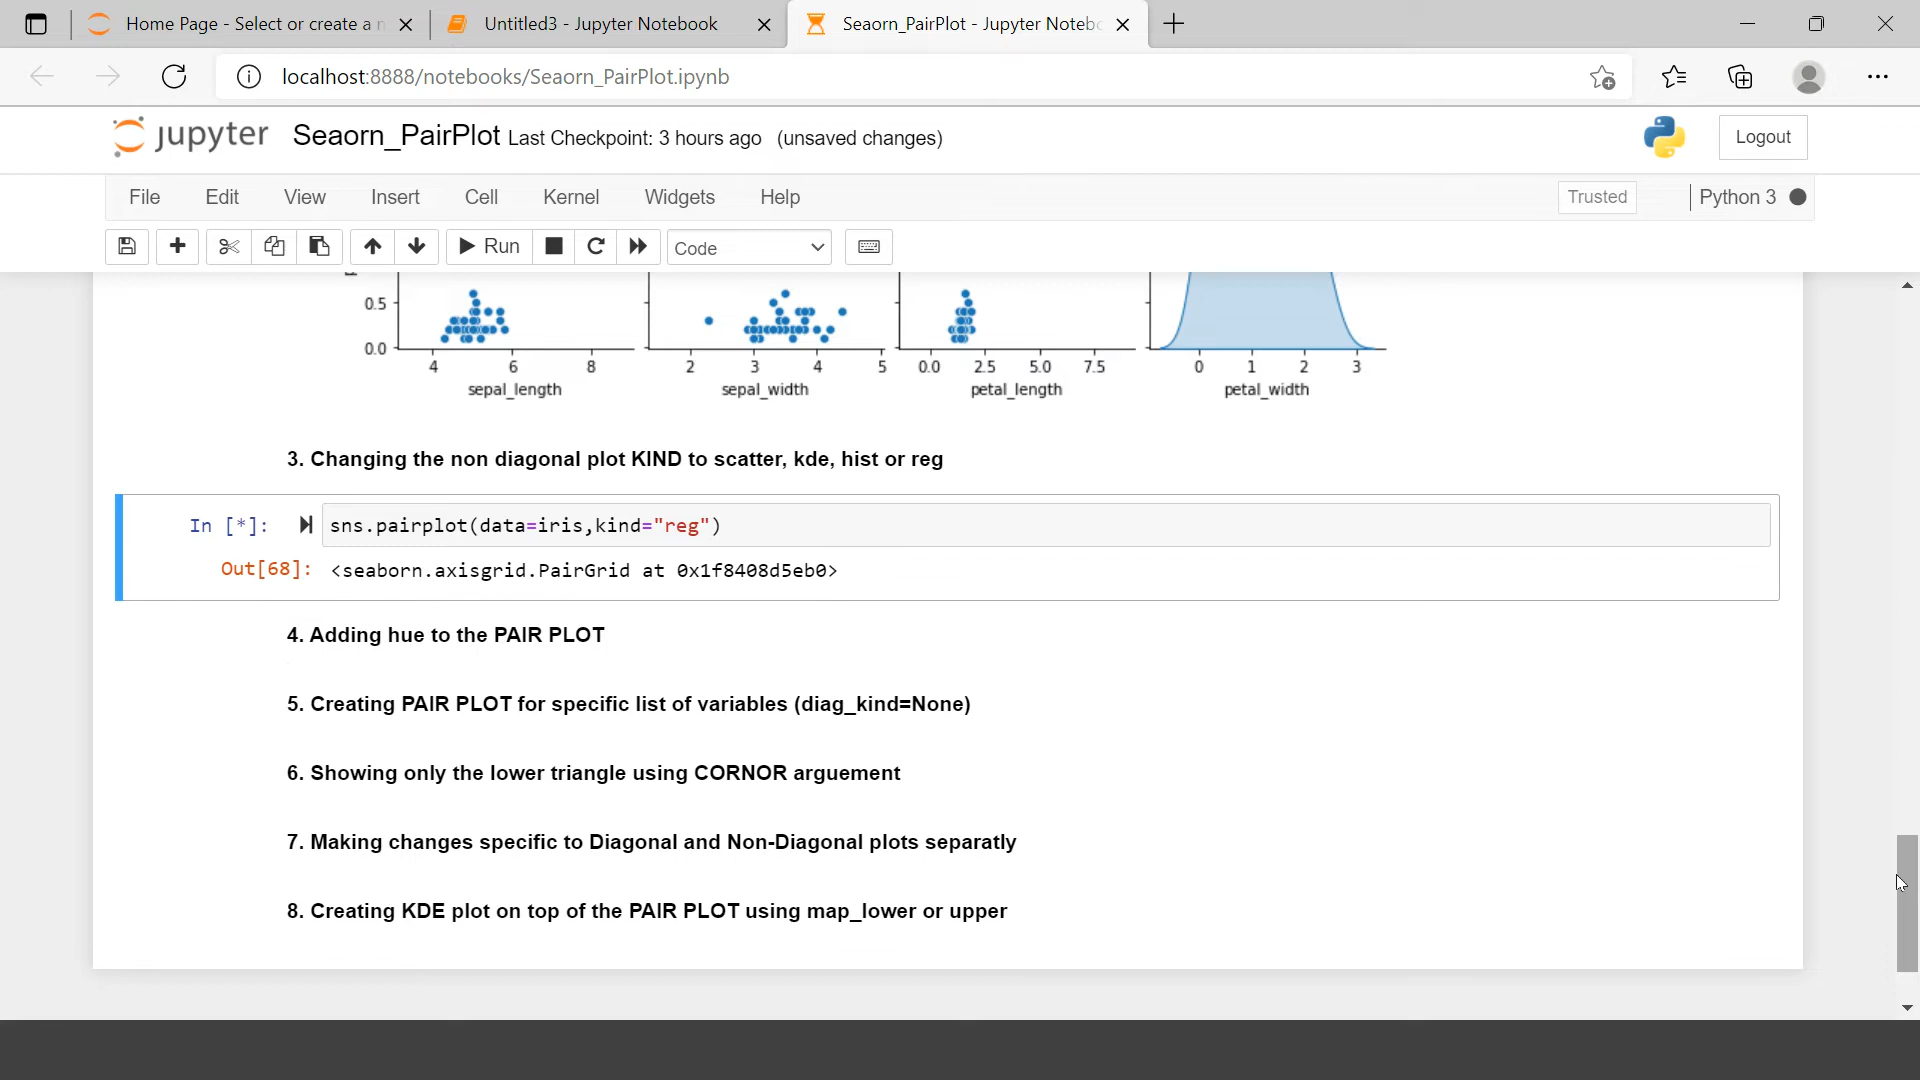 Home Page - Select or create a n
Untitled3 - Jupyter Notebook
Seaorn_PairPlot - Jupyter Notebo
localhost:8888/notebooks/Seaorn_PairPlot.ipynb
jupyter Seaorn_PairPlot Last Checkpoint: 3 hours ago (unsaved changes)
Logout
File Edit View Insert Cell Kernel Widgets Help
Trusted
Python 3
Run
Code
0.5
0.0
4 6 8 2 3 4 5 0.0 2.5 5.0 7.5 0 1 2 3
sepal_length sepal_width petal_length petal_width
3. Changing the non diagonal plot KIND to scatter, kde, hist or reg
In [*]: sns.pairplot(data=iris,kind="reg")
Out[68]: <seaborn.axisgrid.PairGrid at 0x1f8408d5eb0>
4. Adding hue to the PAIR PLOT
5. Creating PAIR PLOT for specific list of variables (diag_kind=None)
6. Showing only the lower triangle using CORNOR arguement
7. Making changes specific to Diagonal and Non-Diagonal plots separatly
8. Creating KDE plot on top of the PAIR PLOT using map_lower or upper